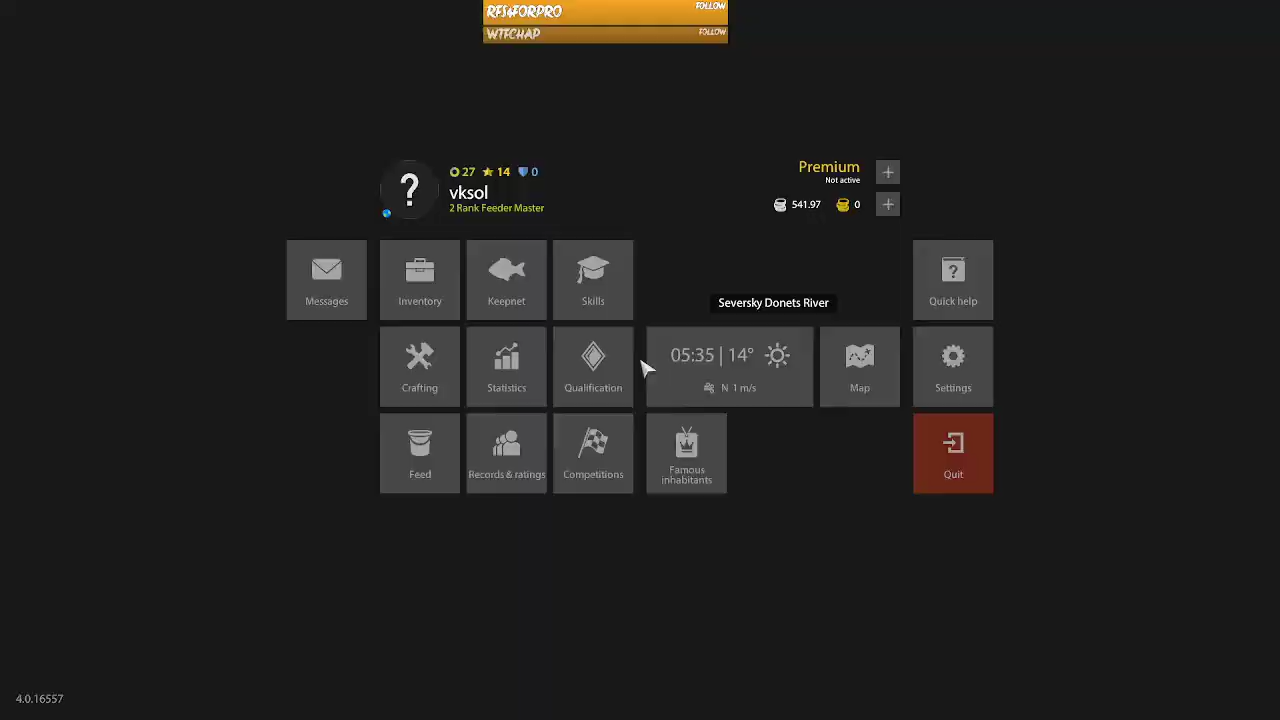 RFS4FORPRO FOLLOW
WTFCHAP FOLLOW
27 14 0
vksol
2 Rank Feeder Master
Premium
Not active
541.97 0
Messages
Inventory
Keepnet
Skills
Seversky Donets River
Quick help
Crafting
Statistics
Qualification
05:35 | 14°
N 1 m/s
Map
Settings
Feed
Records & ratings
Competitions
Famous
inhabitants
Quit
4.0.16557